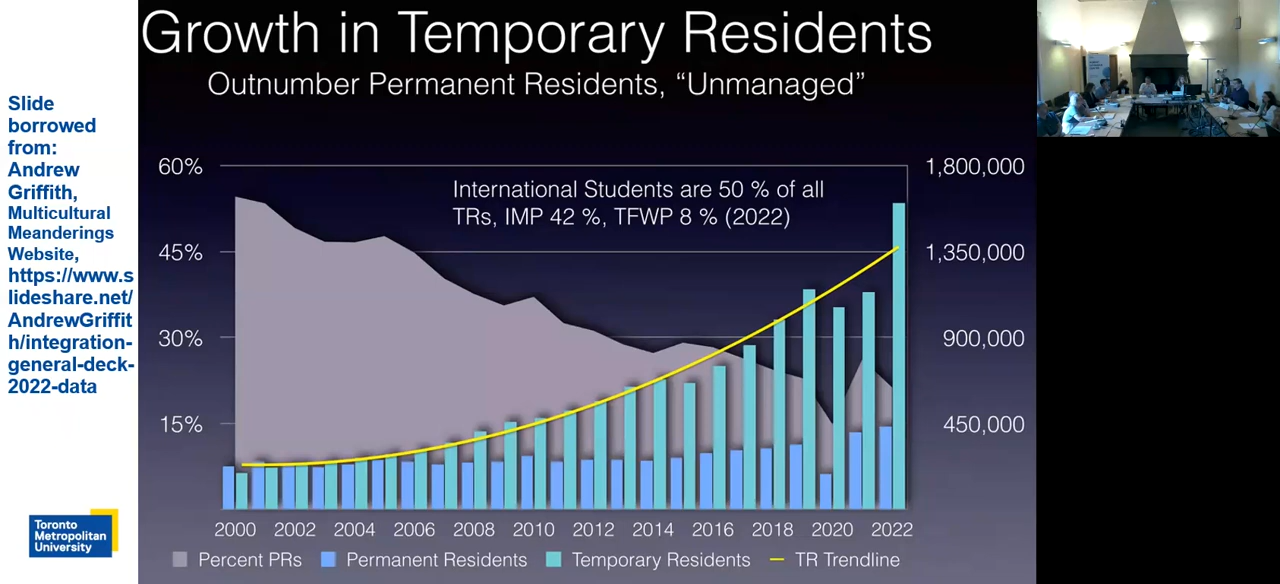 Growth in Temporary Residents
Outnumber Permanent Residents, “Unmanaged”
Slide
borrowed
from:
Andrew
Griffith,
Multicultural
Meanderings
Website,
https://www.s
lideshare.net/
AndrewGriffit
h/integration-
general-deck-
2022-data
60%
45%
30%
15%
International Students are 50 % of all
TRs, IMP 42 %, TFWP 8 % (2022)
1,800,000
1,350,000
900,000
450,000
2000 2002 2004 2006 2008 2010 2012 2014 2016 2018 2020 2022
Percent PRs Permanent Residents Temporary Residents TR Trendline
Toronto
Metropolitan
University